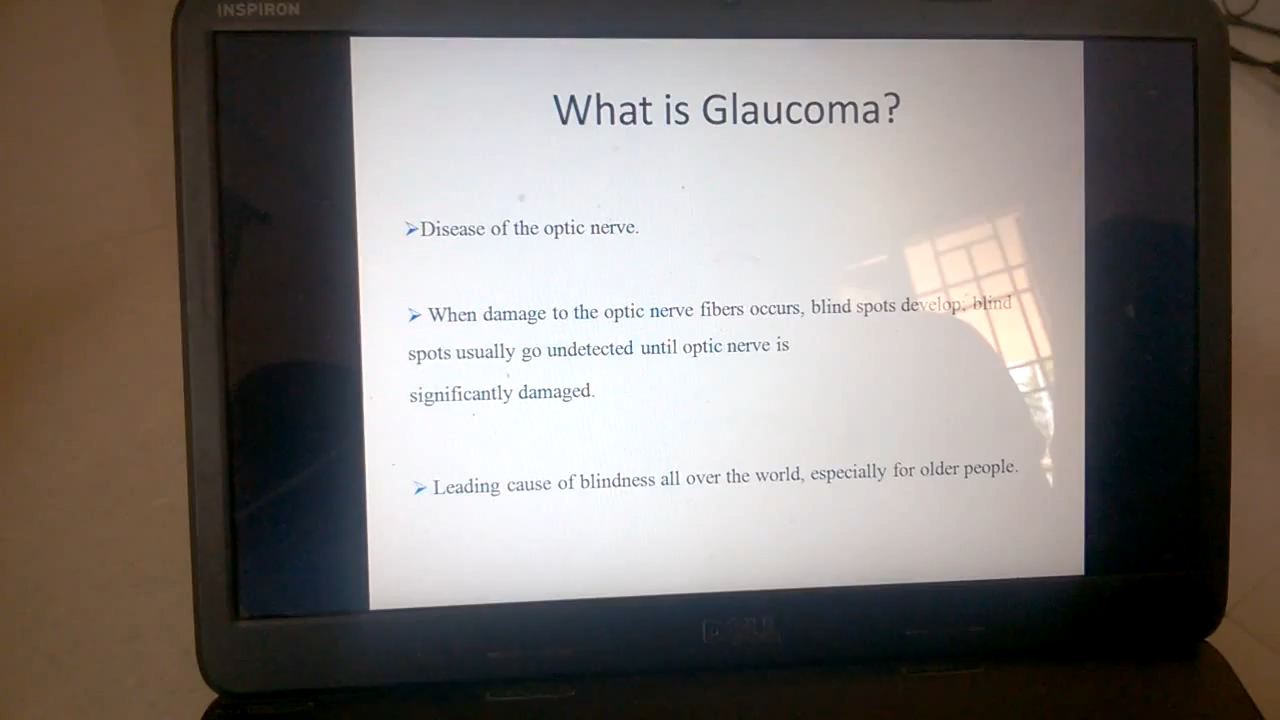 INSPIRON
What is Glaucoma?
➢Disease of the optic nerve.
➢ When damage to the optic nerve fibers occurs, blind spots develop; blind
spots usually go undetected until optic nerve is
significantly damaged.
➢ Leading cause of blindness all over the world, especially for older people.
DELL